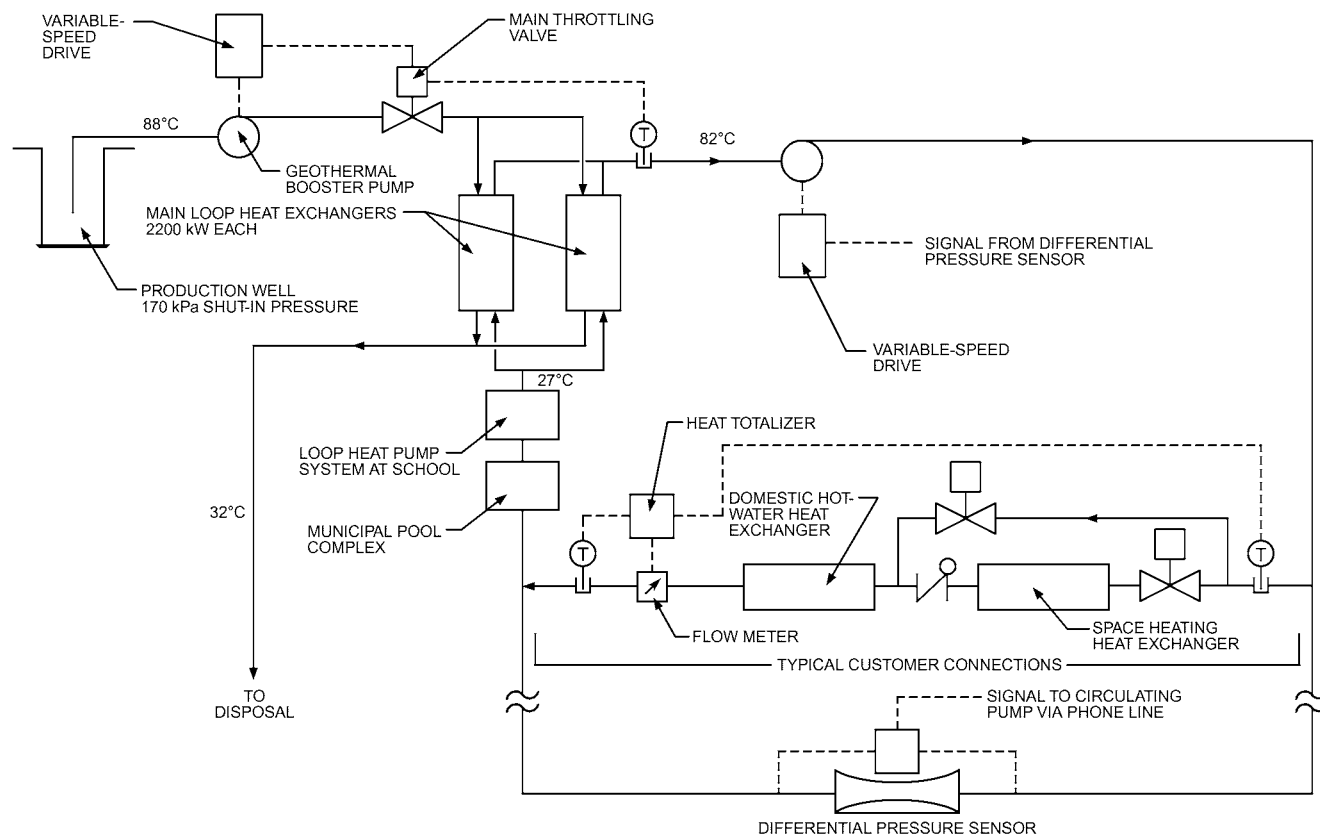 VARIABLE-
SPEED
DRIVE
MAIN THROTTLING
VALVE
88°C
T
82°C
GEOTHERMAL
BOOSTER PUMP
MAIN LOOP HEAT EXCHANGERS
2200 kW EACH
SIGNAL FROM DIFFERENTIAL
PRESSURE SENSOR
PRODUCTION WELL
170 kPa SHUT-IN PRESSURE
VARIABLE-SPEED
DRIVE
27°C
HEAT TOTALIZER
LOOP HEAT PUMP
SYSTEM AT SCHOOL
DOMESTIC HOT-
WATER HEAT
EXCHANGER
32°C
MUNICIPAL POOL
COMPLEX
T
T
FLOW METER
SPACE HEATING
HEAT EXCHANGER
TYPICAL CUSTOMER CONNECTIONS
TO
DISPOSAL
SIGNAL TO CIRCULATING
PUMP VIA PHONE LINE
DIFFERENTIAL PRESSURE SENSOR